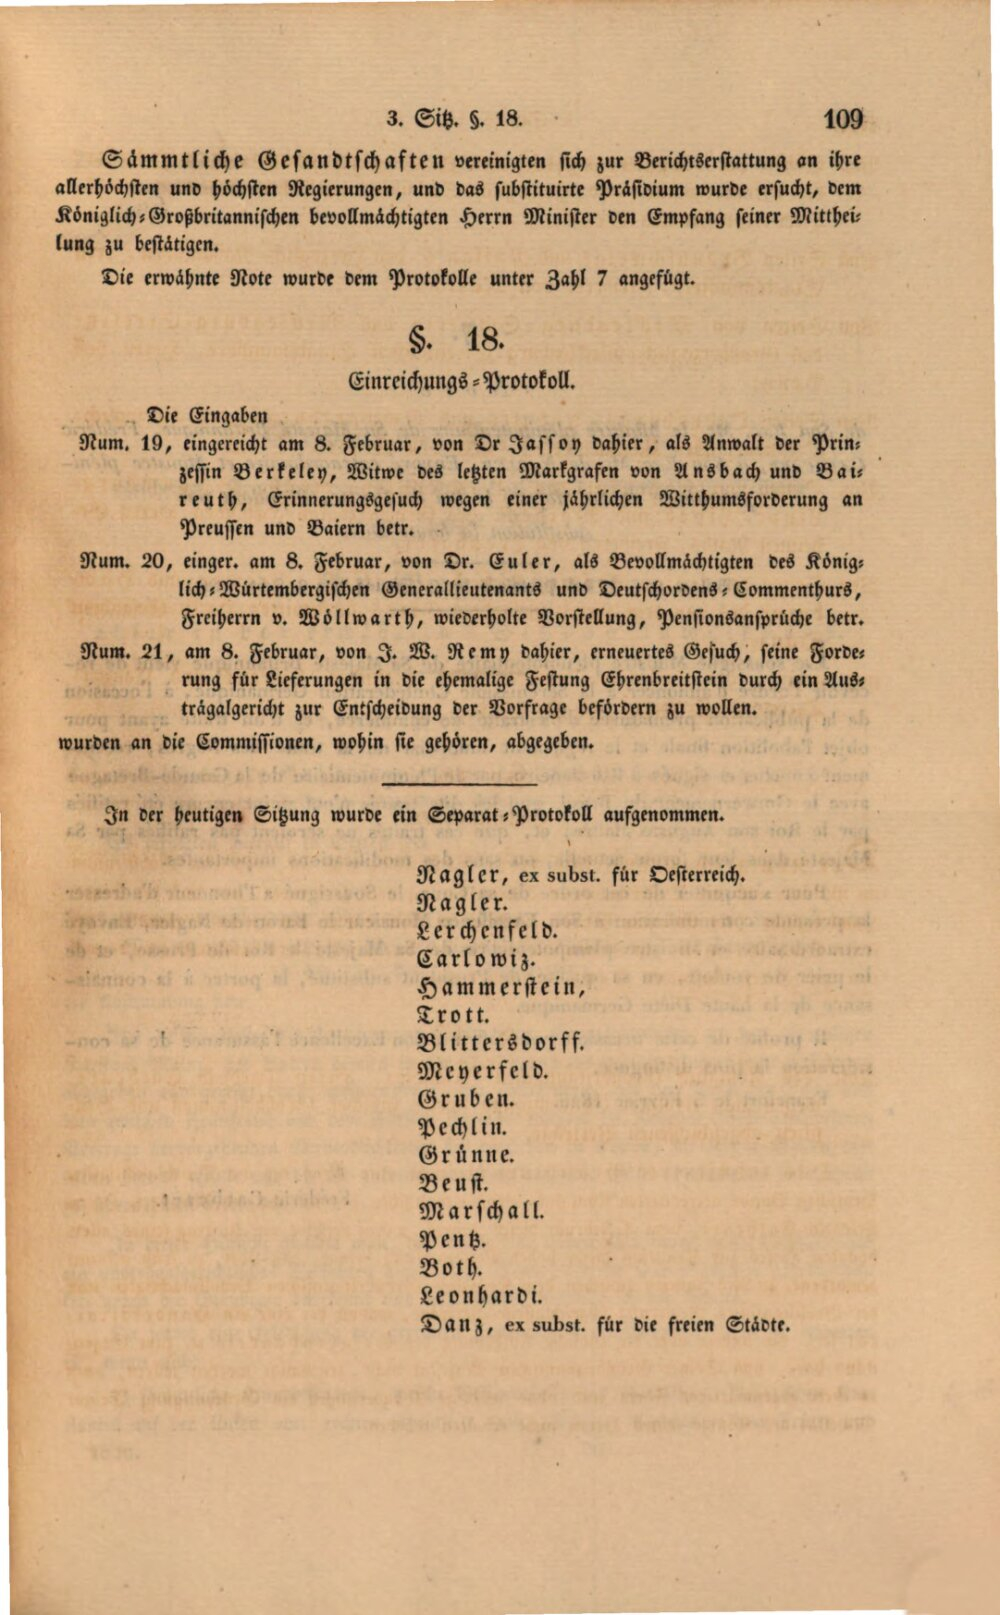 3. Sitz. §. 18.
109
Sämmtliche Gesandtschaften vereinigten sich zur Berichtserstattung an ihre
allerhöchsten und höchsten Regierungen, und das substituirte Präsidium wurde ersucht, dem
Königlich-Großbritannischen bevollmächtigten Herrn Minister den Empfang seiner Mitthei-
lung zu bestätigen.
Die erwähnte Note wurde dem Protokolle unter Zahl 7 angefügt.
§. 18.
Einreichungs-Protokoll.
Die Eingaben
Num. 19, eingereicht am 8. Februar, von Dr Jassoy dahier, als Anwalt der Prin-
zessin Berkeley, Witwe des letzten Markgrafen von Ansbach und Bai-
reuth, Erinnerungsgesuch wegen einer jährlichen Witthumsforderung an
Preussen und Baiern betr.
Num. 20, einger. am 8. Februar, von Dr. Euler, als Bevollmächtigten des König-
lich-Würtembergischen Generallieutenants und Deutschordens-Commenthurs,
Freiherrn v. Wöllwarth, wiederholte Vorstellung, Pensionsansprüche betr.
Num. 21, am 8. Februar, von J. W. Remy dahier, erneuertes Gesuch, seine Forde-
rung für Lieferungen in die ehemalige Festung Ehrenbreitstein durch ein Aus-
trägalgericht zur Entscheidung der Vorfrage befördern zu wollen.
wurden an die Commissionen, wohin sie gehören, abgegeben.
In der heutigen Sitzung wurde ein Separat-Protokoll aufgenommen.
Nagler, ex subst. für Oesterreich.
Nagler.
Lerchenfeld.
Carlowiz.
Hammerstein,
Trott.
Blittersdorff.
Meyerfeld.
Gruben.
Pechlin.
Grünne.
Beust.
Marschall.
Pentz.
Both.
Leonhardi.
Danz, ex subst. für die freien Städte.